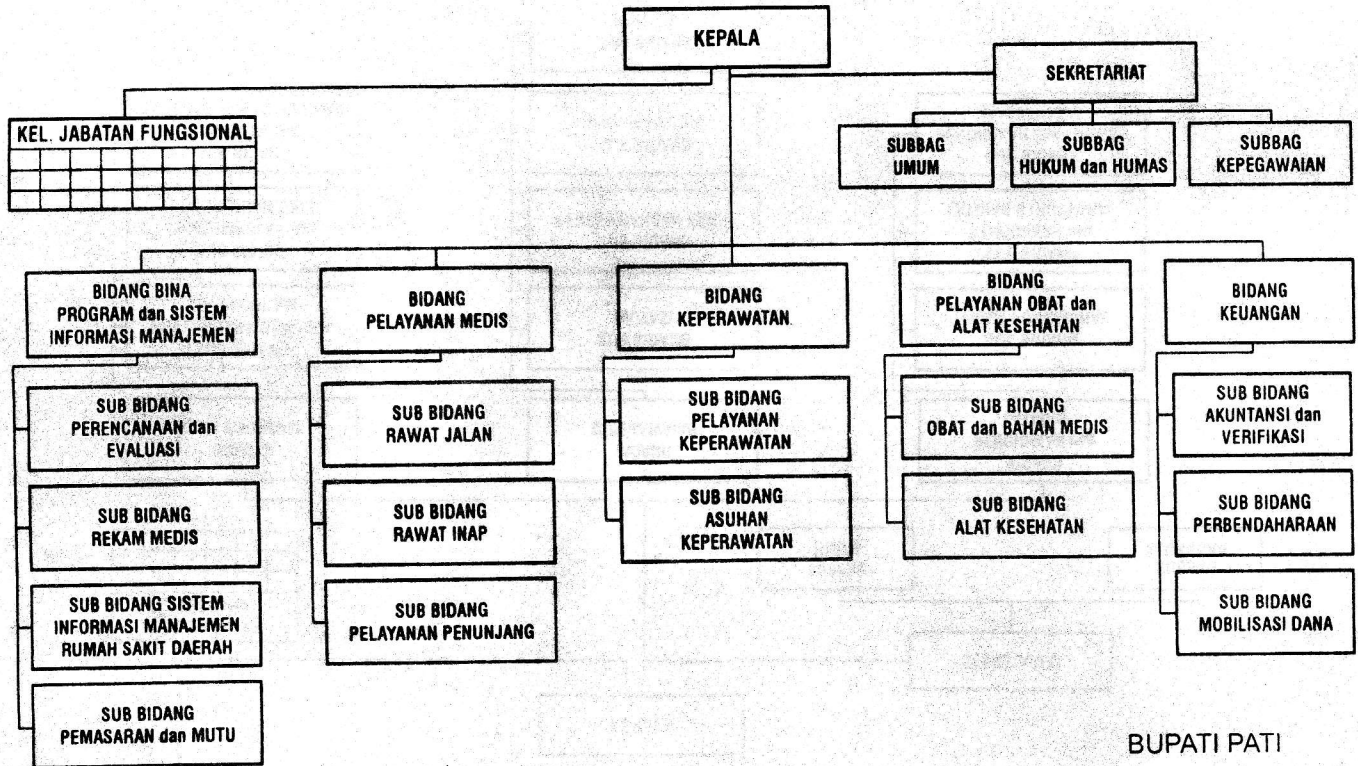 KEPALA
SEKRETARIAT
KEL. JABATAN FUNGSIONAL
SUBBAG
UMUM
SUBBAG
HUKUM dan HUMAS
SUBBAG
KEPEGAWAIAN
BIDANG BINA
PROGRAM dan SISTEM
INFORMASI MANAJEMEN
BIDANG
PELAYANAN MEDIS
BIDANG
KEPERAWATAN
BIDANG
PELAYANAN OBAT dan
ALAT KESEHATAN
BIDANG
KEUANGAN
SUB BIDANG
PERENCANAAN dan
EVALUASI
SUB BIDANG
REKAM MEDIS
SUB BIDANG SISTEM
INFORMASI MANAJEMEN
RUMAH SAKIT DAERAH
SUB BIDANG
PEMASARAN dan MUTU
SUB BIDANG
RAWAT JALAN
SUB BIDANG
RAWAT INAP
SUB BIDANG
PELAYANAN PENUNJANG
SUB BIDANG
PELAYANAN
KEPERAWATAN
SUB BIDANG
ASUHAN
KEPERAWATAN
SUB BIDANG
OBAT dan BAHAN MEDIS
SUB BIDANG
ALAT KESEHATAN
SUB BIDANG
AKUNTANSI dan
VERIFIKASI
SUB BIDANG
PERBENDAHARAAN
SUB BIDANG
MOBILISASI DANA
BUPATI PATI